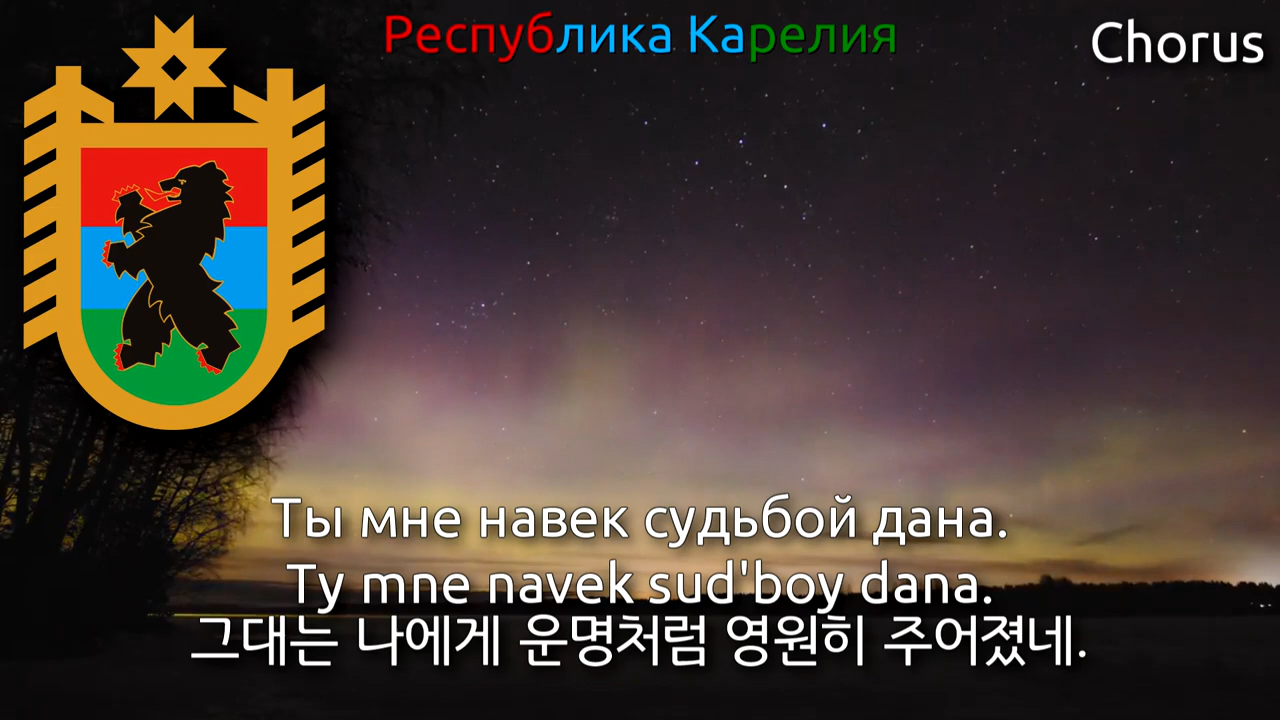 Республика Карелия
Chorus
Ты мне навек судьбой дана.
Ty mne navek sud'boy dana.
그대는 나에게 운명처럼 영원히 주어졌네.